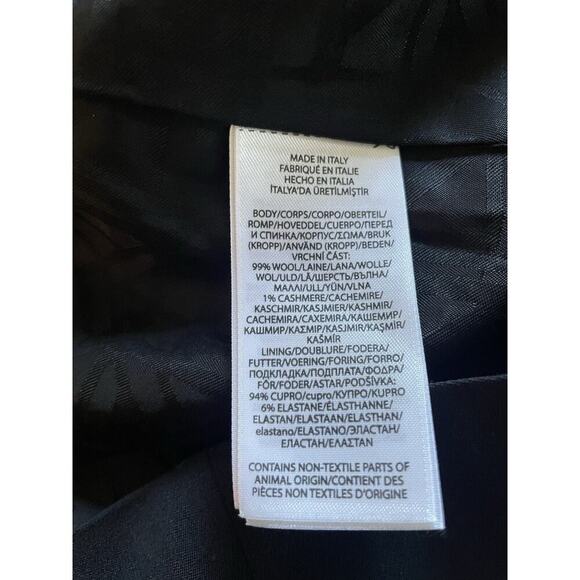 MADE IN ITALY
FABRIQUÉ EN ITALIE
HECHO EN ITALIA
İTALYA'DA ÜRETİLMİŞTİR
BODY/CORPS/CORPO/OBERTEIL/
ROMP/HOVEDDEL/CUERPO/ПЕРЕД
И СПИНКА/КОРПУС/ΣΩΜΑ/BRUK
(KROPP)/ANVÄND (KROPP)/BEDEN/
VRCHNÍ ČÁST:
99% WOOL/LAINE/LANA/WOLLE/
WOL/ULD/LÃ/ШЕРСТЬ/ВЪЛНА/
ΜΑΛΛΙ/ULL/YÜN/VLNA
1% CASHMERE/CACHEMIRE/
KASCHMIR/KASJMIER/KASHMIR/
CACHEMIRA/CAXEMIRA/КАШЕМИР/
КАШМИР/ΚΑΣΜΙΡ/KASJMIR/KAŞMİR/
KAŠMÍR
LINING/DOUBLURE/FODERA/
FUTTER/VOERING/FORING/FORRO/
ПОДКЛАДКА/ПОДПЛАТА/ΦΟΔΡΑ/
FÔR/FODER/ASTAR/PODŠÍVKA:
94% CUPRO/cupro/КУПРО/KUPRO
6% ELASTANE/ÉLASTHANNE/
ELASTAN/ELASTAAN/ELASTHAN/
elastano/ELASTANO/ЭЛАСТАН/
ЕЛАСТАН/ΕΛΑΣΤΑΝ
CONTAINS NON-TEXTILE PARTS OF
ANIMAL ORIGIN/CONTIENT DES
PIÈCES NON TEXTILES D'ORIGINE